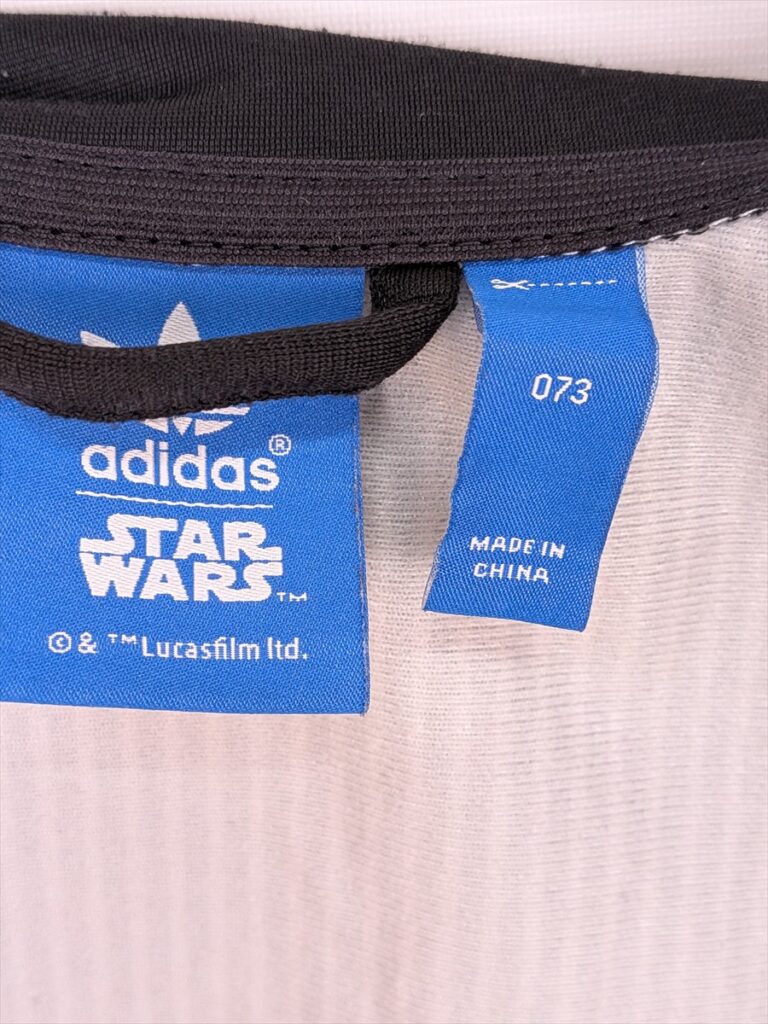 adidas®
STAR
WARS™
©&™Lucasfilm ltd.
073
MADE IN
CHINA